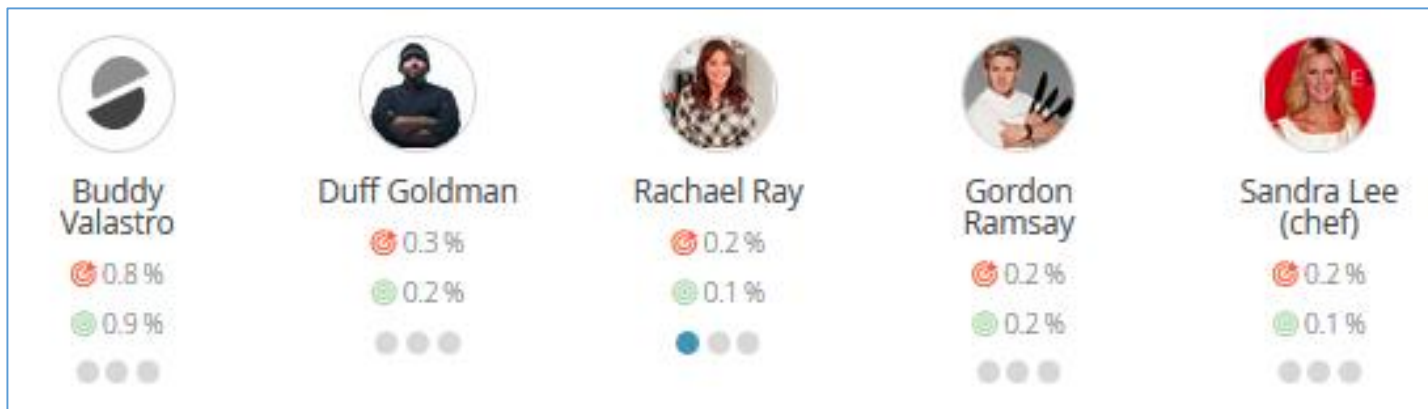 Buddy
Valastro
0.8 %
0.9 %
Duff Goldman
0.3 %
0.2 %
Rachael Ray
0.2 %
0.1 %
Gordon
Ramsay
0.2 %
0.2 %
E
Sandra Lee
(chef)
0.2 %
0.1 %